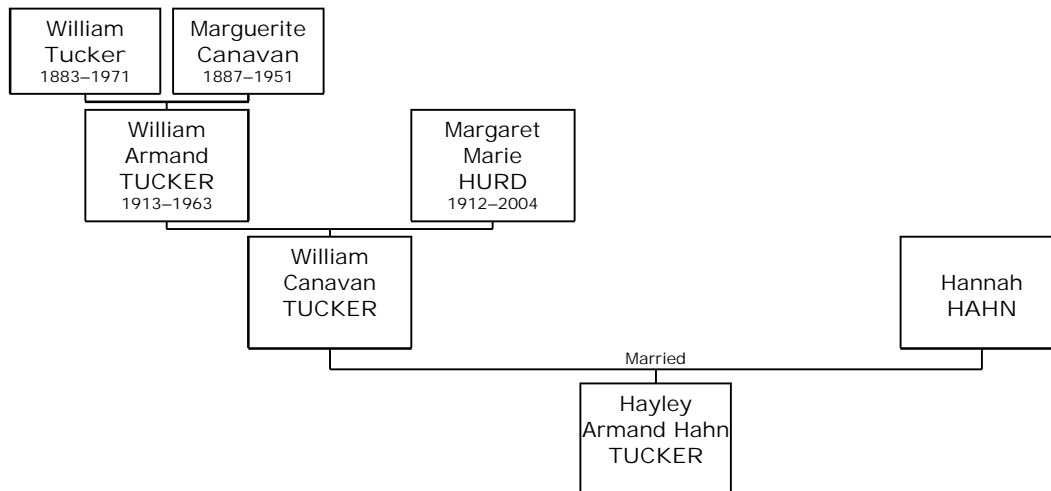 William
Tucker
1883–1971
Marguerite
Canavan
1887–1951
William
Armand
TUCKER
1913–1963
Margaret
Marie
HURD
1912–2004
William
Canavan
TUCKER
Hannah
HAHN
Married
Hayley
Armand Hahn
TUCKER